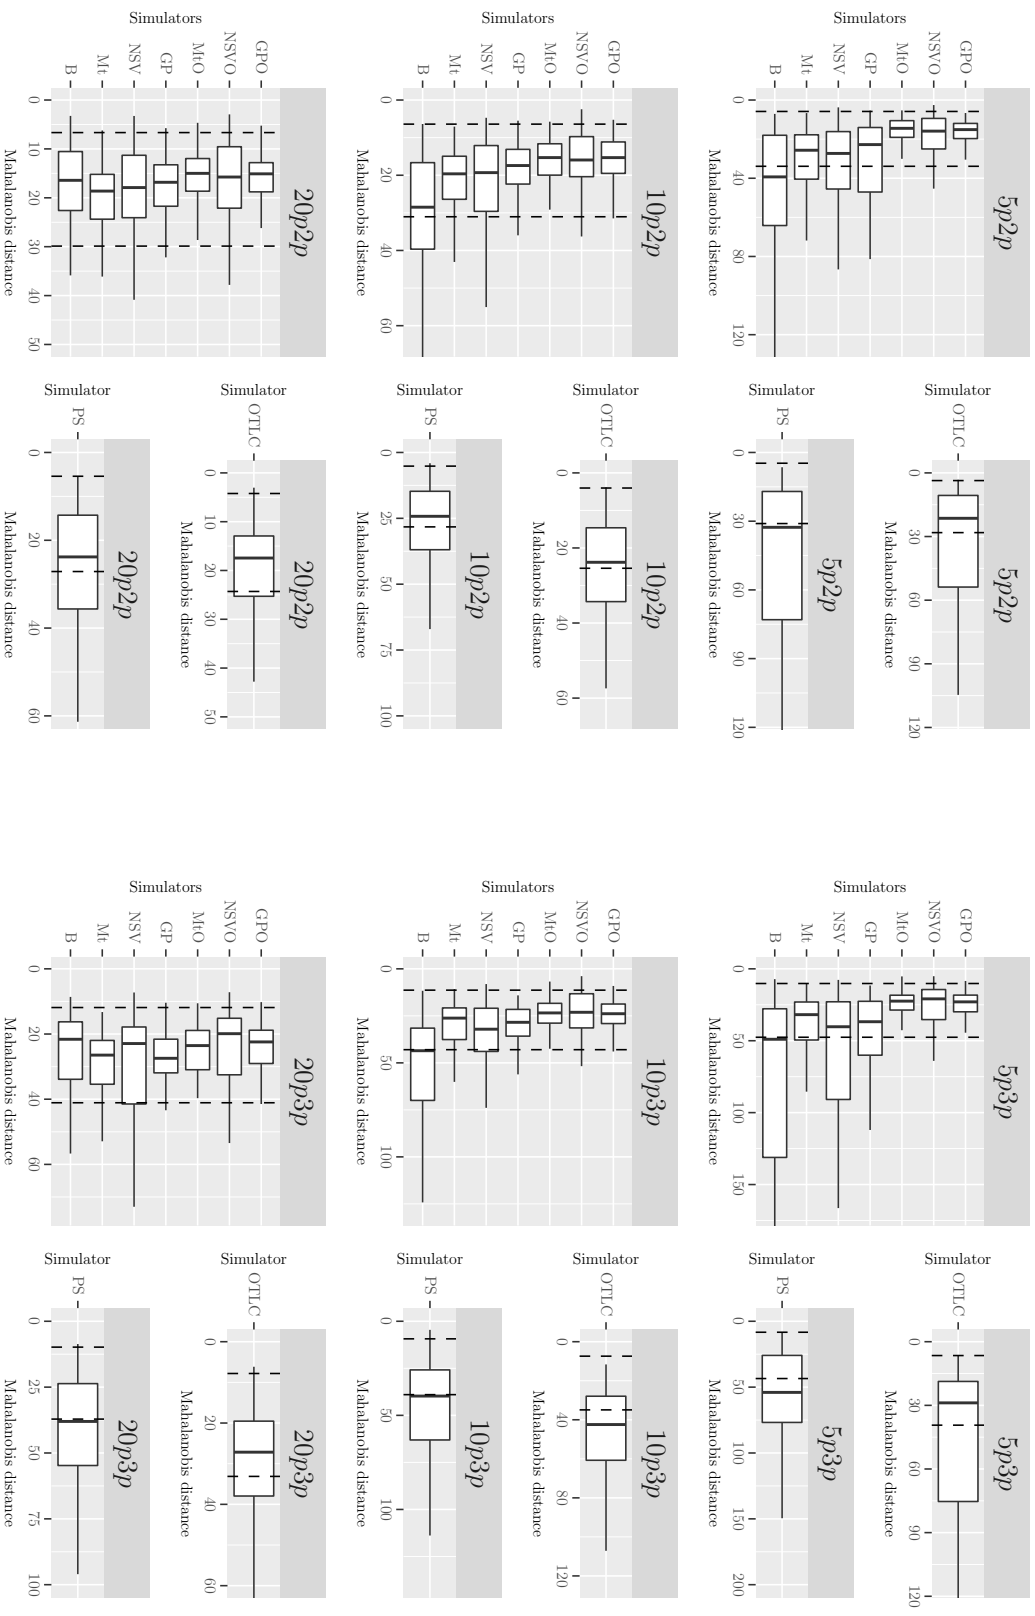 5p2p
Simulators
GPO
NSVO
MtO
GP
NSV
Mt
B
0 40 80 120
Mahalanobis distance
5p2p
Simulator
OTLC
0 30 60 90 120
Mahalanobis distance
5p2p
Simulator
PS
0 30 60 90 120
Mahalanobis distance
5p3p
Simulators
GPO
NSVO
MtO
GP
NSV
Mt
B
0 50 100 150
Mahalanobis distance
5p3p
Simulator
OTLC
0 30 60 90 120
Mahalanobis distance
5p3p
Simulator
PS
0 50 100 150 200
Mahalanobis distance
10p2p
Simulators
GPO
NSVO
MtO
GP
NSV
Mt
B
0 20 40 60
Mahalanobis distance
10p2p
Simulator
OTLC
0 20 40 60
Mahalanobis distance
10p2p
Simulator
PS
0 25 50 75 100
Mahalanobis distance
10p3p
Simulators
GPO
NSVO
MtO
GP
NSV
Mt
B
0 50 100
Mahalanobis distance
10p3p
Simulator
OTLC
0 40 80 120
Mahalanobis distance
10p3p
Simulator
PS
0 50 100
Mahalanobis distance
20p2p
Simulators
GPO
NSVO
MtO
GP
NSV
Mt
B
0 10 20 30 40 50
Mahalanobis distance
20p2p
Simulator
OTLC
0 10 20 30 40 50
Mahalanobis distance
20p2p
Simulator
PS
0 20 40 60
Mahalanobis distance
20p3p
Simulators
GPO
NSVO
MtO
GP
NSV
Mt
B
0 20 40 60
Mahalanobis distance
20p3p
Simulator
OTLC
0 20 40 60
Mahalanobis distance
20p3p
Simulator
PS
0 25 50 75 100
Mahalanobis distance